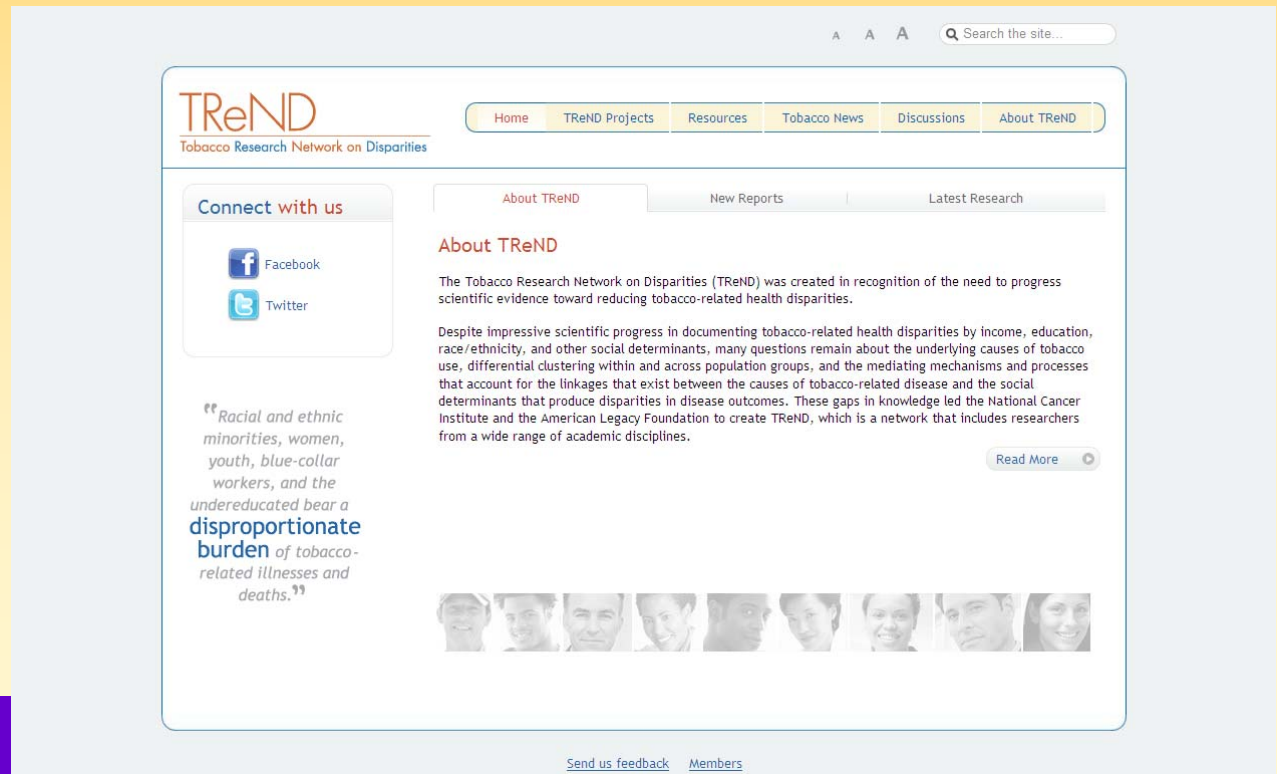 A A A Search the site...
TReND
Tobacco Research Network on Disparities
Home TReND Projects Resources Tobacco News Discussions About TReND
Connect with us
Facebook
Twitter
"Racial and ethnic
minorities, women,
youth, blue-collar
workers, and the
undereducated bear a
disproportionate
burden of tobacco-
related illnesses and
deaths."
About TReND New Reports Latest Research
About TReND
The Tobacco Research Network on Disparities (TReND) was created in recognition of the need to progress
scientific evidence toward reducing tobacco-related health disparities.
Despite impressive scientific progress in documenting tobacco-related health disparities by income, education,
race/ethnicity, and other social determinants, many questions remain about the underlying causes of tobacco
use, differential clustering within and across population groups, and the mediating mechanisms and processes
that account for the linkages that exist between the causes of tobacco-related disease and the social
determinants that produce disparities in disease outcomes. These gaps in knowledge led the National Cancer
Institute and the American Legacy Foundation to create TReND, which is a network that includes researchers
from a wide range of academic disciplines.
Read More
Send us feedback Members